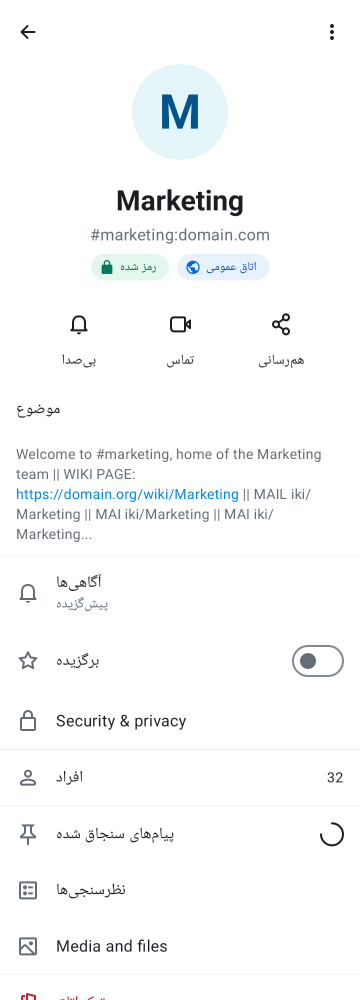 M
Marketing
#marketing:domain.com
رمز شده
اتاق عمومی
بی‌صدا
تماس
هم‌رسانی
موضوع
Welcome to #marketing, home of the Marketing
team || WIKI PAGE:
https://domain.org/wiki/Marketing || MAIL iki/
Marketing || MAI iki/Marketing || MAI iki/
Marketing...
آگاهی‌ها
پیش‌گزیده
برگزیده
Security & privacy
افراد
32
پیام‌های سنجاق شده
نظرسنجی‌ها
Media and files